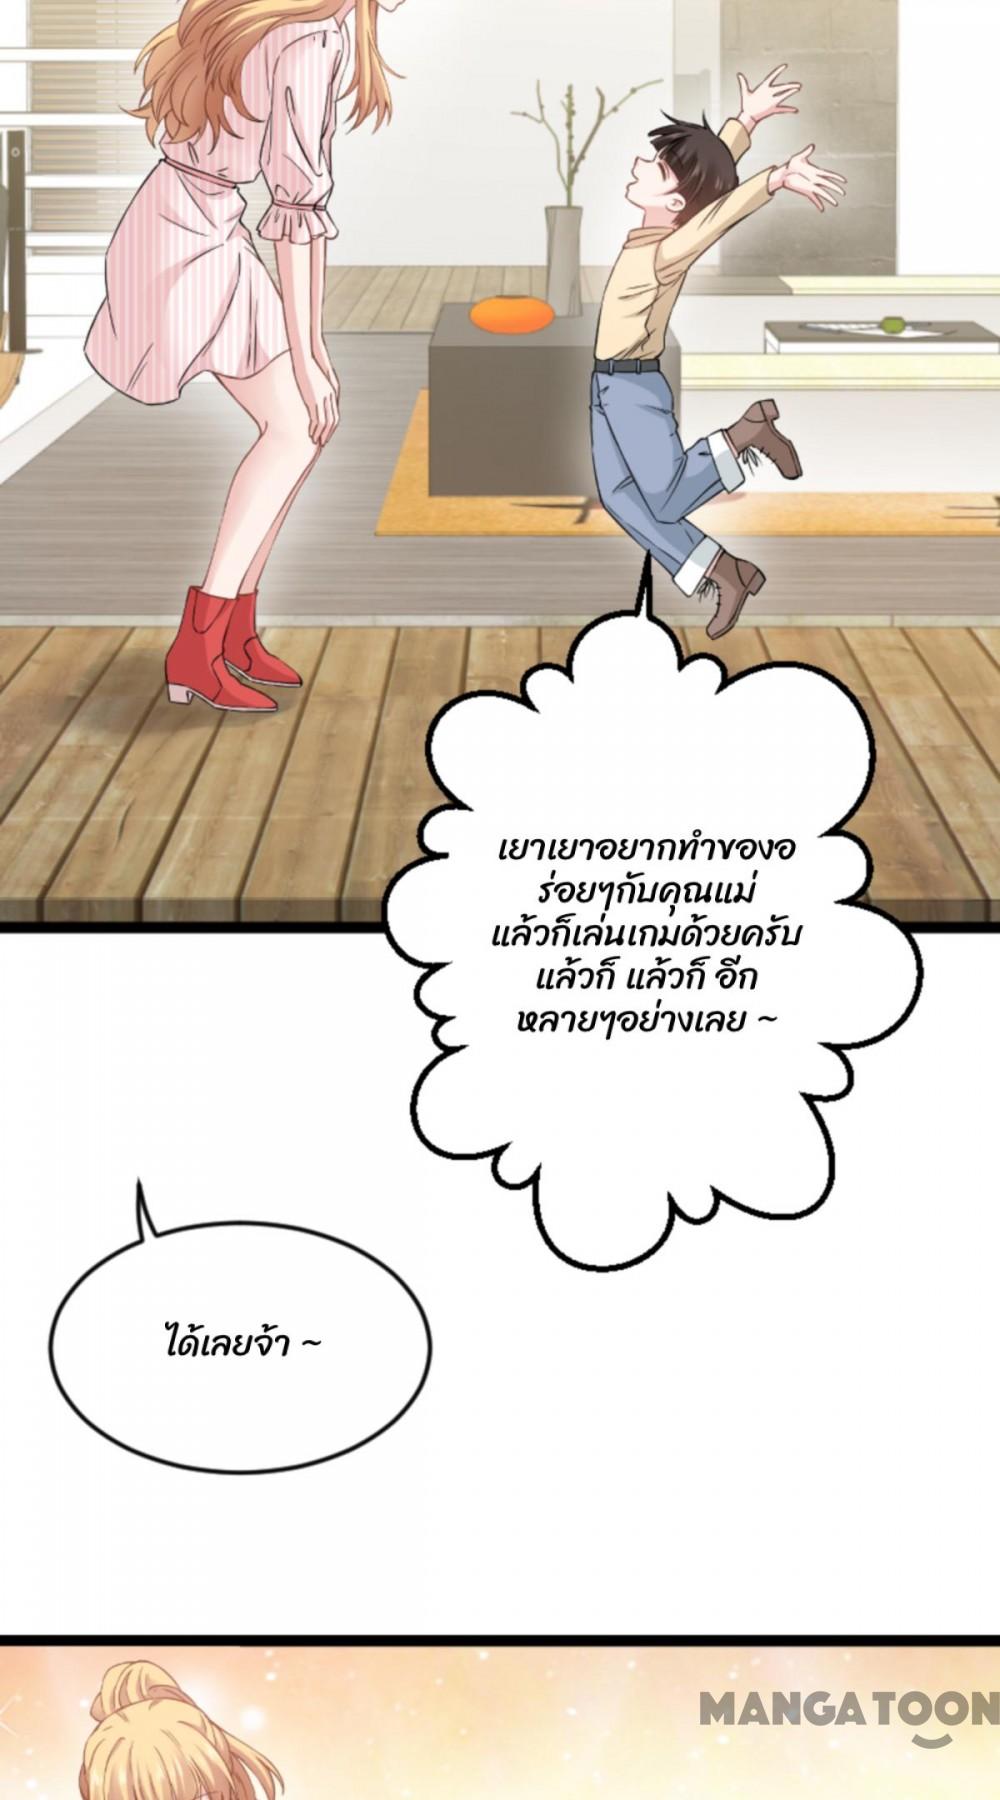 เยาเยาอยากทำของอ
ร่อยๆกับคุณแม่
แล้วก็เล่นเกมด้วยครับ
แล้วก็ แล้วก็ อีก
หลายๆอย่างเลย ~
ได้เลยจ้า ~
MANGATOON